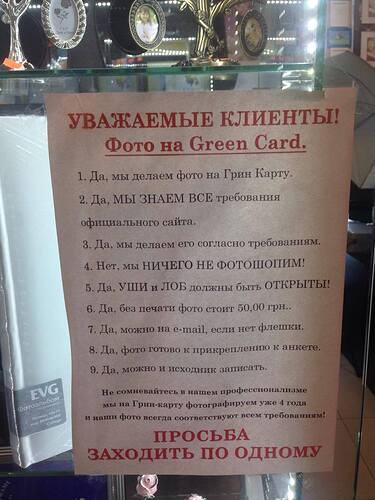 УВАЖАЕМЫЕ КЛИЕНТЫ!
Фото на Green Card.
1. Да, мы делаем фото на Грин Карту.
2. Да, МЫ ЗНАЕМ ВСЕ требования
официального сайта.
3. Да, мы делаем его согласно требованиям.
4. Нет, мы НИЧЕГО НЕ ФОТОШОПИМ!
5. Да, УШИ и ЛОБ должны быть ОТКРЫТЫ!
6. Да, без печати фото стоит 50,00 грн..
7. Да, можно на e-mail, если нет флешки.
8. Да, фото готово к прикреплению к анкете.
9. Да, можно и исходник записать.
Не сомневайтесь в нашем профессионализме
мы на Грин-карту фотографируем уже 4 года
и наши фото всегда соответствуют всем требованиям!
ПРОСЬБА
ЗАХОДИТЬ ПО ОДНОМУ
EVG
Фотоальбом